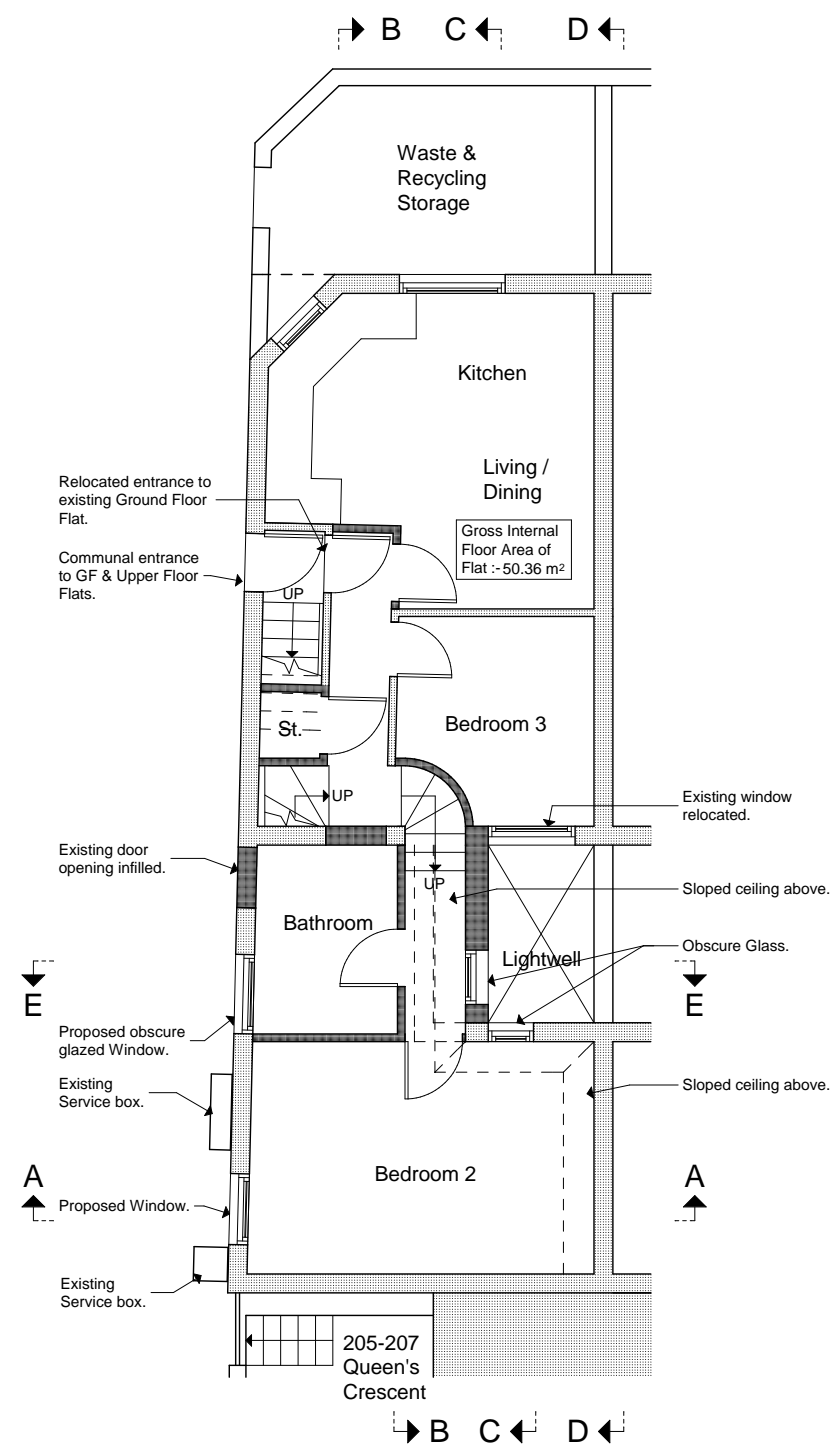 B C D
Waste &
Recycling
Storage
Kitchen
Living /
Dining
Relocated entrance to
existing Ground Floor
Flat.
Gross Internal
Floor Area of
Flat :- 50.36 m²
Communal entrance
to GF & Upper Floor
Flats.
UP
Bedroom 3
St.
UP
Existing window
relocated.
Existing door
opening infilled.
UP
Sloped ceiling above.
Bathroom
Obscure Glass.
Lightwell
E E
Proposed obscure
glazed Window.
Existing
Service box.
Sloped ceiling above.
A A
Bedroom 2
Proposed Window.
Existing
Service box.
205-207
Queen's
Crescent
B C D